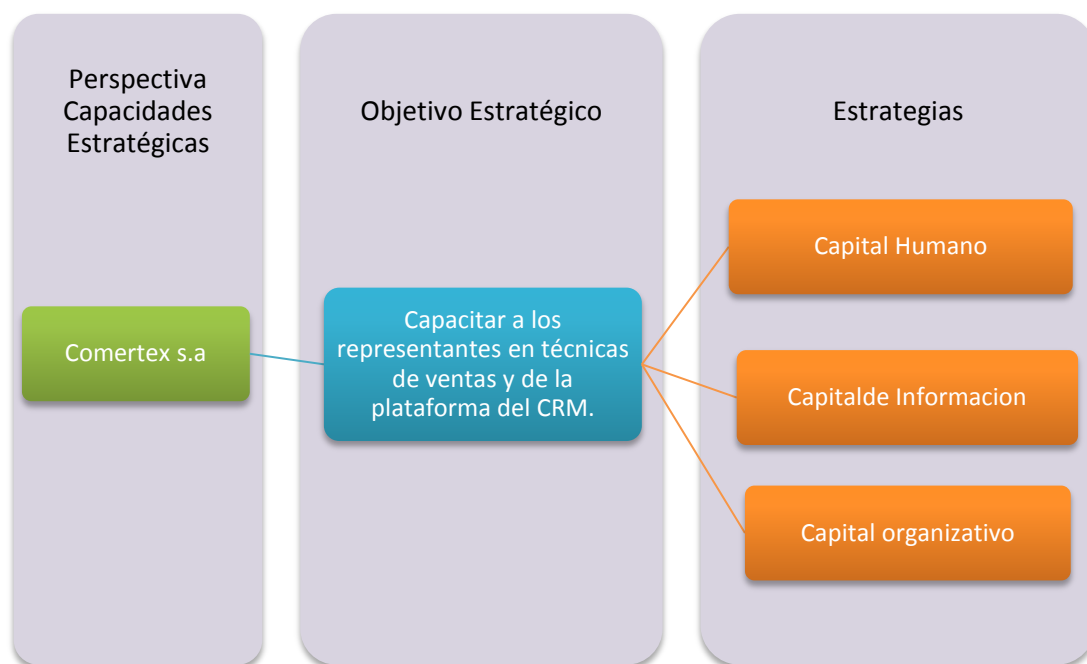 Perspectiva
Capacidades
Estratégicas
Objetivo Estratégico
Estrategias
Comertex s.a
Capacitar a los
representantes en técnicas
de ventas y de la
plataforma del CRM.
Capital Humano
Capitalde Informacion
Capital organizativo